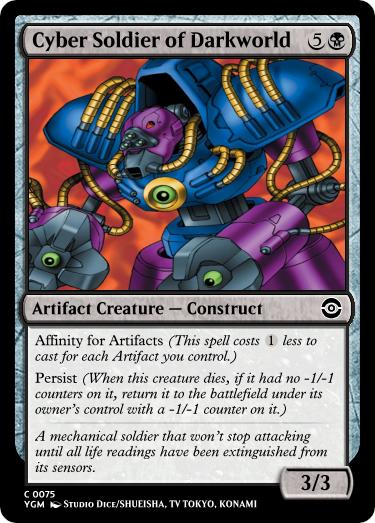 Cyber Soldier of Darkworld 5
Artifact Creature — Construct
Affinity for Artifacts (This spell costs 1 less to
cast for each Artifact you control.)
Persist (When this creature dies, if it had no -1/-1
counters on it, return it to the battlefield under its
owner's control with a -1/-1 counter on it.)
A mechanical soldier that won't stop attacking
until all life readings have been extinguished from
its sensors.
3/3
C 0075
YGM Studio Dice/SHUEISHA, TV TOKYO, KONAMI